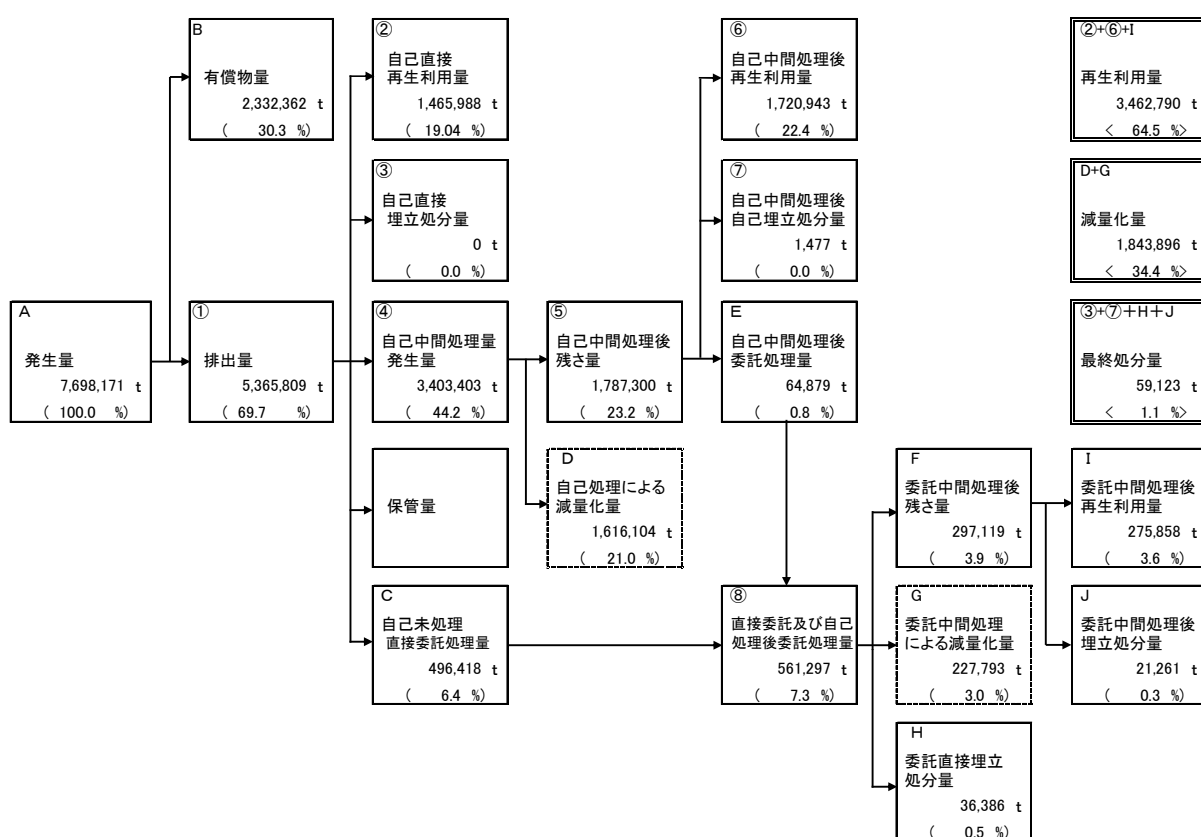 B
有償物量
2,332,362 t
( 30.3 %)
②
自己直接
再生利用量
1,465,988 t
( 19.04 %)
⑥
自己中間処理後
再生利用量
1,720,943 t
( 22.4 %)
②+⑥+I
再生利用量
3,462,790 t
< 64.5 %>
③
自己直接
埋立処分量
0 t
( 0.0 %)
⑦
自己中間処理後
自己埋立処分量
1,477 t
( 0.0 %)
D+G
減量化量
1,843,896 t
< 34.4 %>
A
発生量
7,698,171 t
( 100.0 %)
①
排出量
5,365,809 t
( 69.7 %)
④
自己中間処理量
発生量
3,403,403 t
( 44.2 %)
⑤
自己中間処理後
残さ量
1,787,300 t
( 23.2 %)
E
自己中間処理後
委託処理量
64,879 t
( 0.8 %)
③+⑦+H+J
最終処分量
59,123 t
< 1.1 %>
保管量
D
自己処理による
減量化量
1,616,104 t
( 21.0 %)
F
委託中間処理後
残さ量
297,119 t
( 3.9 %)
I
委託中間処理後
再生利用量
275,858 t
( 3.6 %)
C
自己未処理
直接委託処理量
496,418 t
( 6.4 %)
⑧
直接委託及び自己
処理後委託処理量
561,297 t
( 7.3 %)
G
委託中間処理
による減量化量
227,793 t
( 3.0 %)
J
委託中間処理後
埋立処分量
21,261 t
( 0.3 %)
H
委託直接埋立
処分量
36,386 t
( 0.5 %)